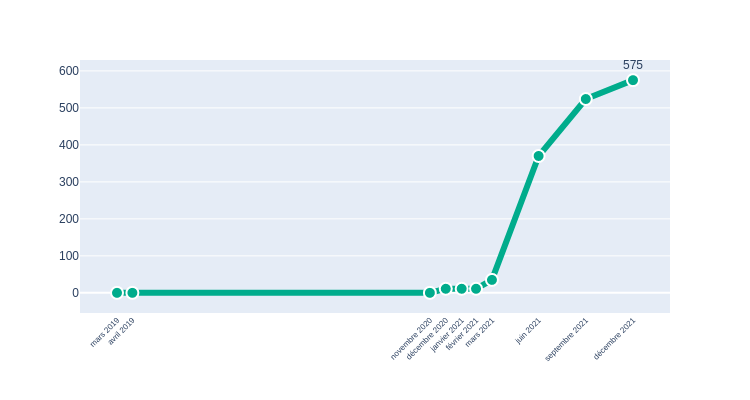 575
600
500
400
300
200
100
0
mars 2019
avril 2019
novembre 2020
décembre 2020
janvier 2021
février 2021
mars 2021
juin 2021
septembre 2021
décembre 2021